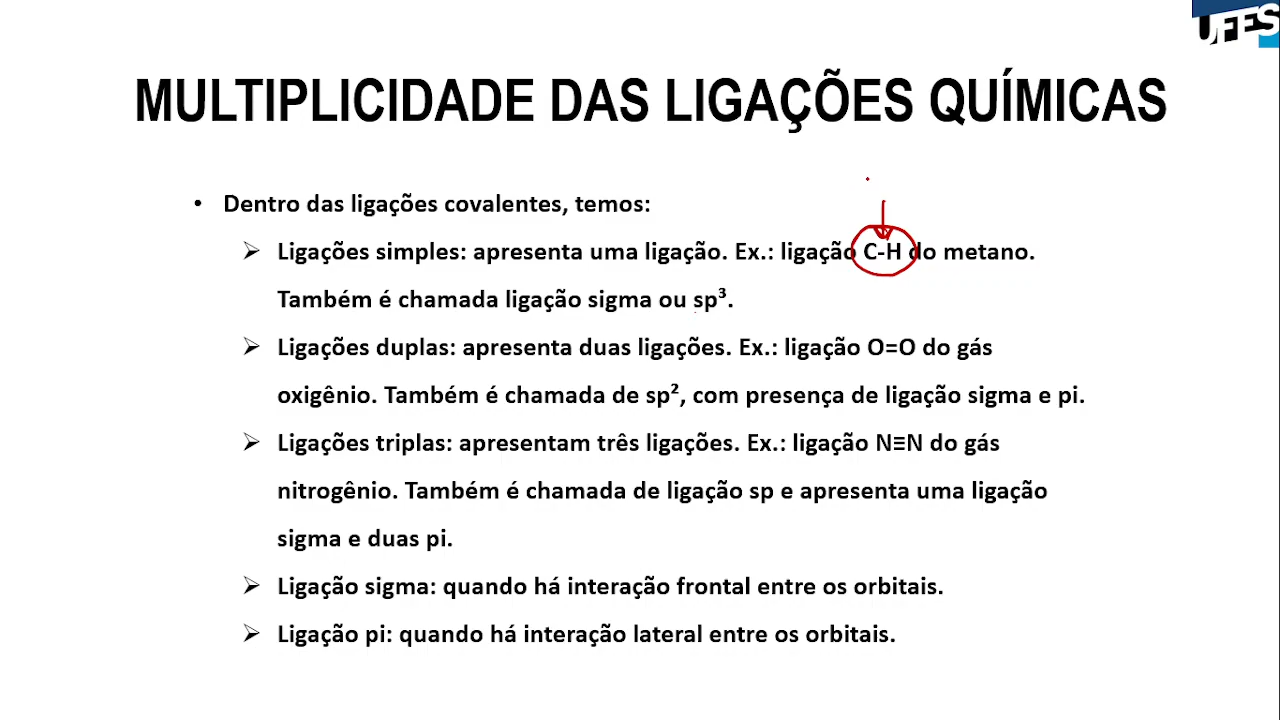 UFES
MULTIPLICIDADE DAS LIGAÇÕES QUÍMICAS
• Dentro das ligações covalentes, temos:
➢ Ligações simples: apresenta uma ligação. Ex.: ligação C-H do metano.
Também é chamada ligação sigma ou sp³.
➢ Ligações duplas: apresenta duas ligações. Ex.: ligação O=O do gás
oxigênio. Também é chamada de sp², com presença de ligação sigma e pi.
➢ Ligações triplas: apresentam três ligações. Ex.: ligação N≡N do gás
nitrogênio. Também é chamada de ligação sp e apresenta uma ligação
sigma e duas pi.
➢ Ligação sigma: quando há interação frontal entre os orbitais.
➢ Ligação pi: quando há interação lateral entre os orbitais.